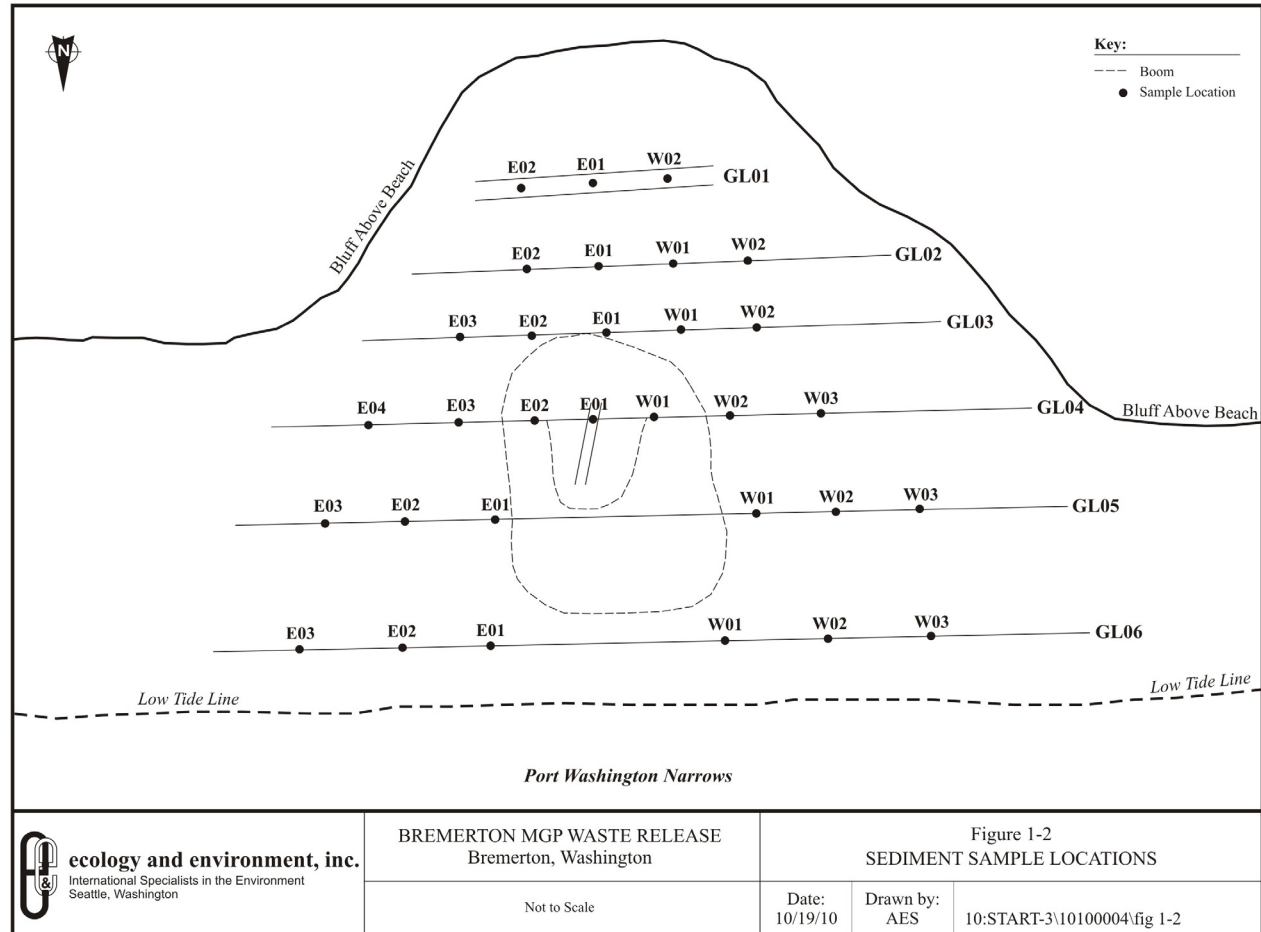 N
Key:
Boom
Sample Location
Bluff Above Beach
E02 E01 W02
GL01
E02 E01 W01 W02
GL02
E03 E02 E01 W01 W02
GL03
E04 E03 E02 E01 W01 W02 W03
GL04
Bluff Above Beach
E03 E02 E01 W01 W02 W03
GL05
E03 E02 E01 W01 W02 W03
GL06
Low Tide Line
Low Tide Line
Port Washington Narrows
e & e
ecology and environment, inc.
International Specialists in the Environment
Seattle, Washington
BREMERTON MGP WASTE RELEASE
Bremerton, Washington
Not to Scale
Figure 1-2
SEDIMENT SAMPLE LOCATIONS
Date:
10/19/10
Drawn by:
AES
10:START-3\10100004\fig 1-2